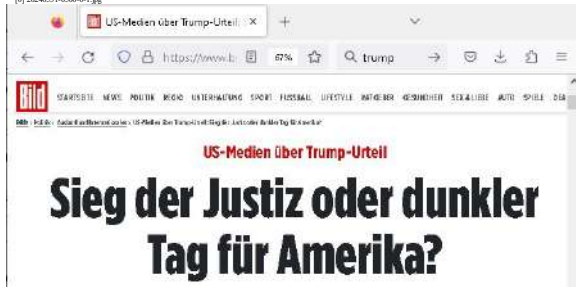 US-Medien über Trump-Urteil:
https://www.b
67%
trump
Bild
STARTSEITE NEWS POLITIK REGIO UNTERHALTUNG SPORT FUSSBALL LIFESTYLE RATGEBER GESUNDHEIT SEX & LIEBE AUTO SPIELE
US-Medien über Trump-Urteil
Sieg der Justiz oder dunkler
Tag für Amerika?